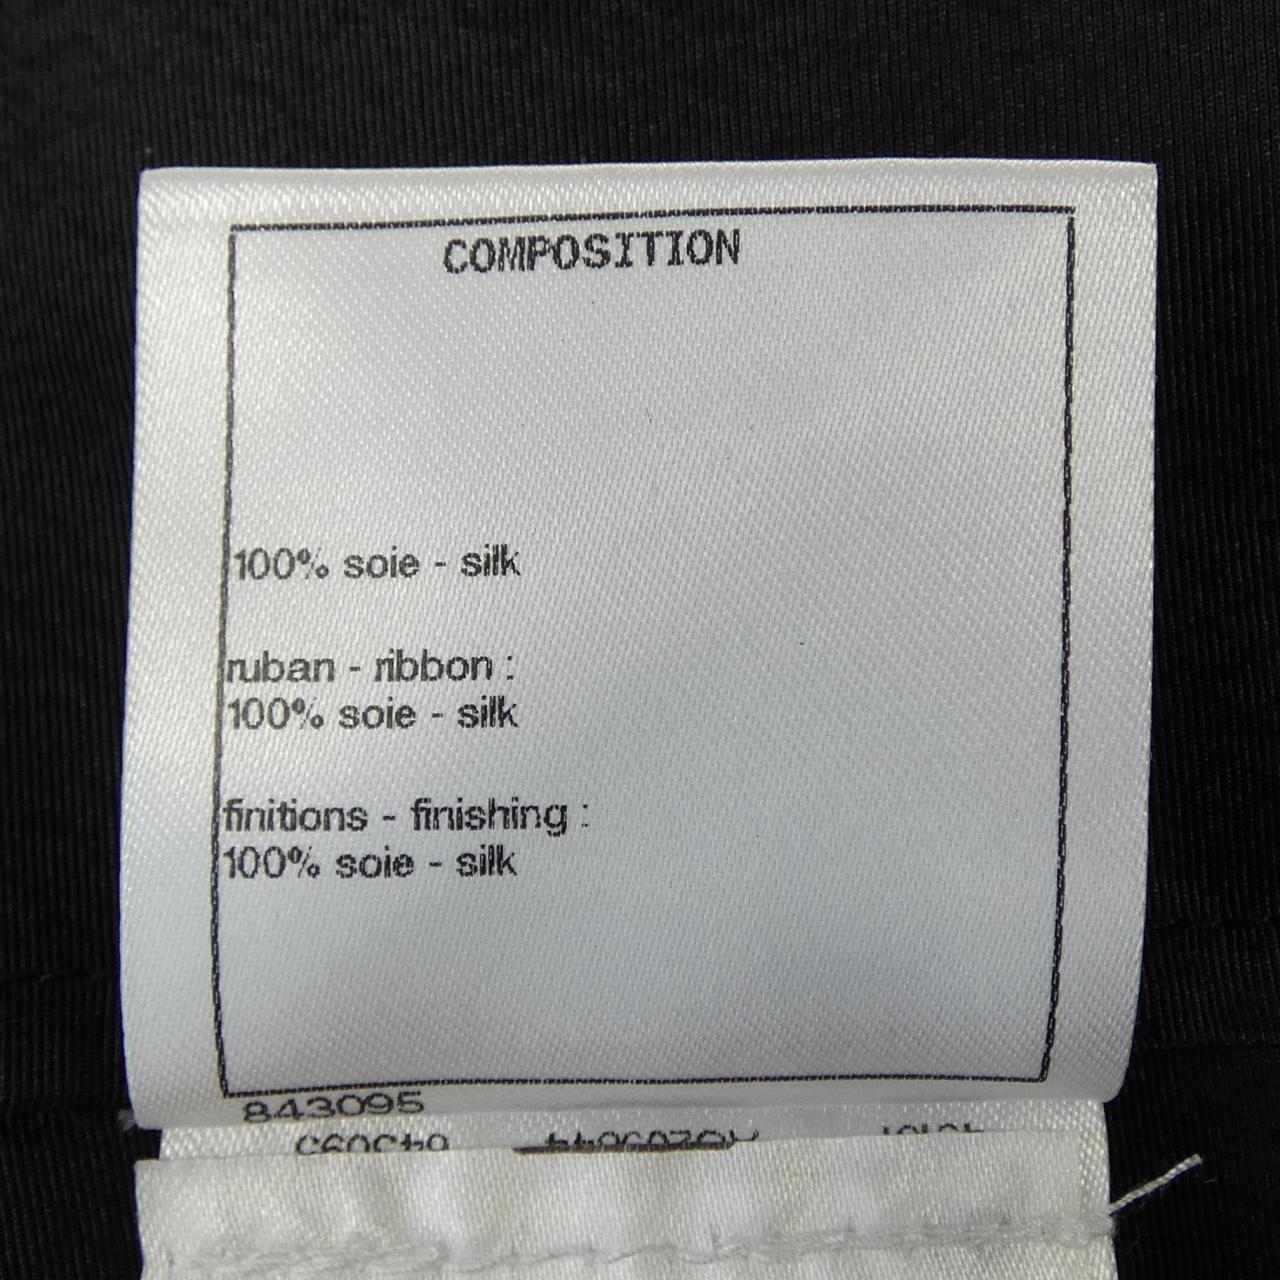 COMPOSITION
100% soie - silk
ruban - ribbon :
100% soie - silk
finitions - finishing :
100% soie - silk
843095